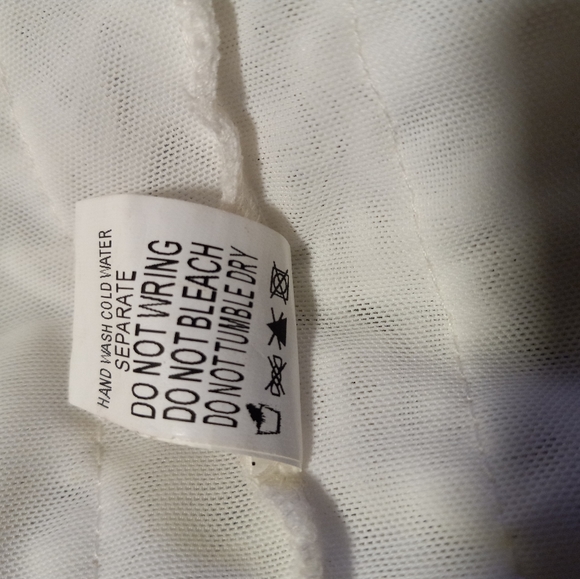 HAND WASH COLD WATER
SEPARATE
DO NOT WRING
DO NOT BLEACH
DO NOT TUMBLE DRY